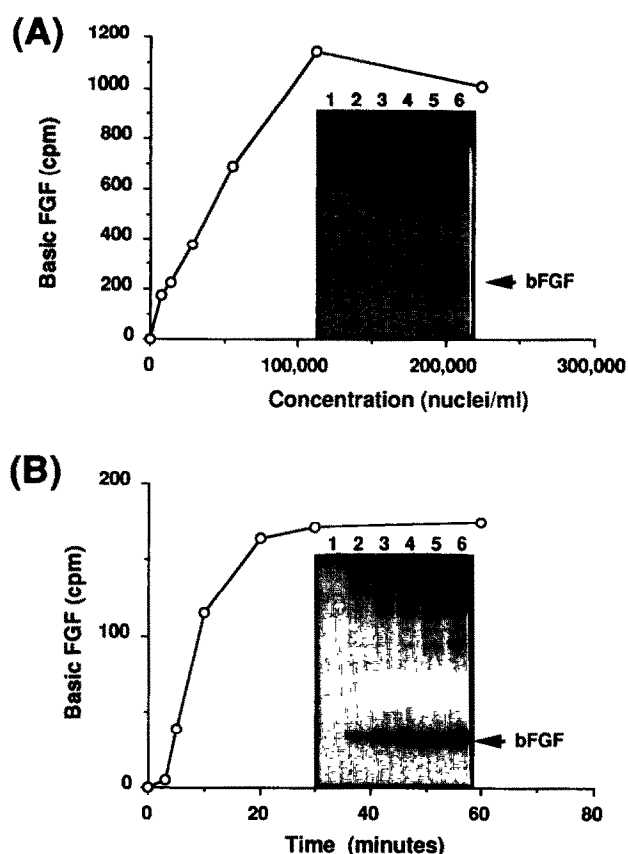 (A)
1200
1000
800
600
400
200
0
Basic FGF (cpm)
1 2 3 4 5 6
bFGF
0 100,000 200,000 300,000
Concentration (nuclei/ml)
(B)
200
100
0
Basic FGF (cpm)
1 2 3 4 5 6
bFGF
0 20 40 60 80
Time (minutes)